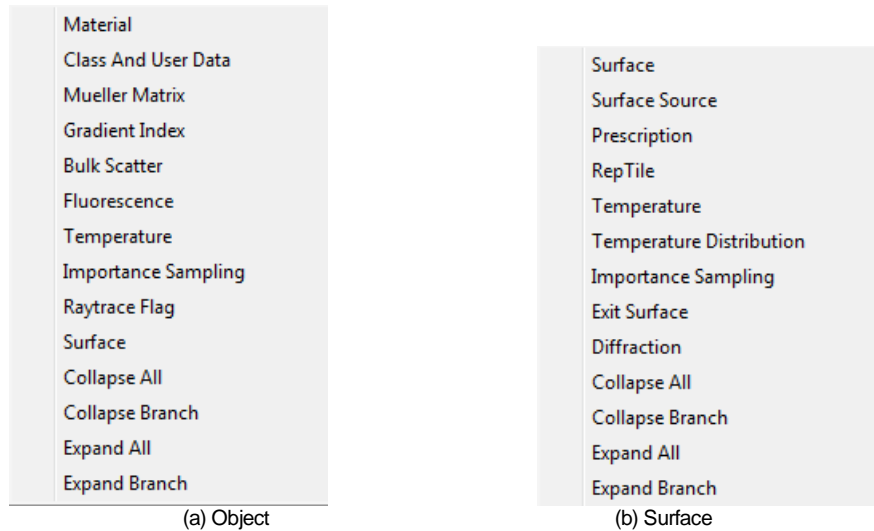 Material
Class And User Data
Mueller Matrix
Gradient Index
Bulk Scatter
Fluorescence
Temperature
Importance Sampling
Raytrace Flag
Surface
Collapse All
Collapse Branch
Expand All
Expand Branch
(a) Object
Surface
Surface Source
Prescription
RepTile
Temperature
Temperature Distribution
Importance Sampling
Exit Surface
Diffraction
Collapse All
Collapse Branch
Expand All
Expand Branch
(b) Surface